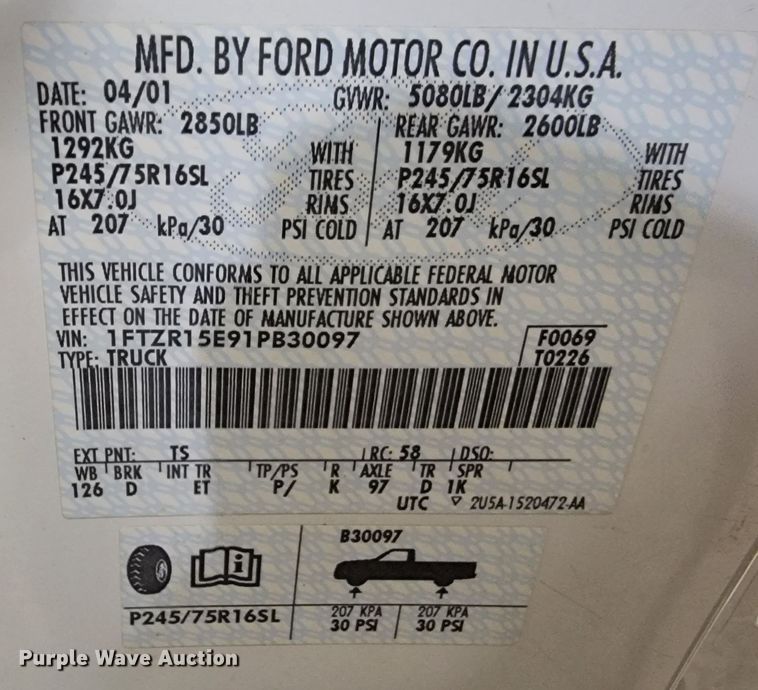 MFD. BY FORD MOTOR CO. IN U.S.A.
DATE: 04/01 GVWR: 5080LB/ 2304KG
FRONT GAWR: 2850LB REAR GAWR: 2600LB
1292KG WITH 1179KG WITH
P245/75R16SL TIRES P245/75R16SL TIRES
16X7.0J RIMS 16X7.0J RIMS
AT 207 kPa/30 PSI COLD AT 207 kPa/30 PSI COLD
THIS VEHICLE CONFORMS TO ALL APPLICABLE FEDERAL MOTOR
VEHICLE SAFETY AND THEFT PREVENTION STANDARDS IN
EFFECT ON THE DATE OF MANUFACTURE SHOWN ABOVE.
VIN: 1FTZR15E91PB30097 F0069
TYPE: TRUCK T0226
EXT PNT: TS RC: 58 DSO:
WB BRK INT TR TP/PS R AXLE TR SPR
126 D ET P/ K 97 D 1K
UTC 2U5A-1520472-AA
B30097
P245/75R16SL 207 KPA 207 KPA
30 PSI 30 PSI
Purple Wave Auction